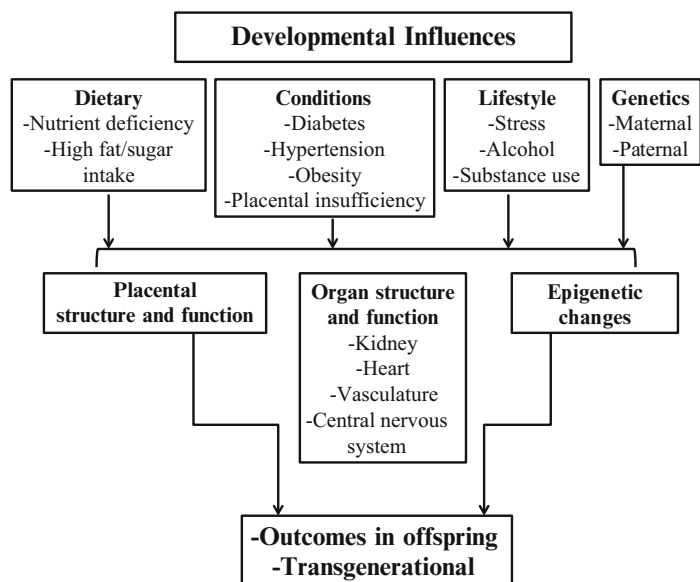 Developmental Influences
Dietary
-Nutrient deficiency
-High fat/sugar
intake
Conditions
-Diabetes
-Hypertension
-Obesity
-Placental insufficiency
Lifestyle
-Stress
-Alcohol
-Substance use
Genetics
-Maternal
-Paternal
Placental
structure and function
Organ structure
and function
-Kidney
-Heart
-Vasculature
-Central nervous
system
Epigenetic
changes
-Outcomes in offspring
-Transgenerational